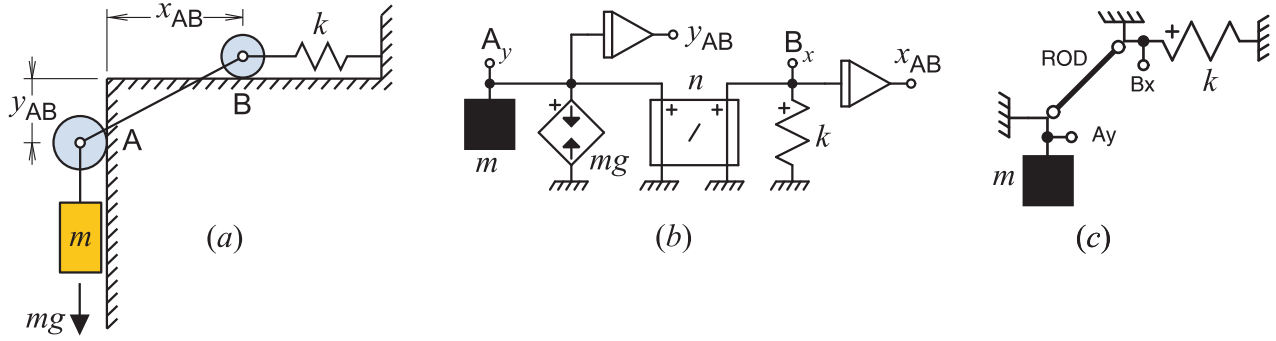 x_AB
k
y_AB
B
A
m
mg
(a)
A_y
y_AB
B_x
x_AB
n
+
+ +
+
k
m
mg
(b)
ROD
+
Bx
k
Ay
m
(c)